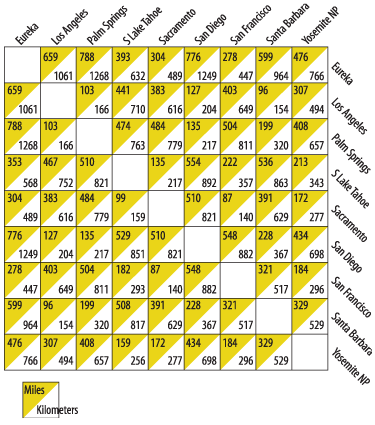 Eureka Los Angeles Palm Springs S Lake Tahoe Sacramento San Diego San Francisco Santa Barbara Yosemite NP
659 788 393 304 776 278 599 476
1061 1268 632 489 1249 447 964 766 Eureka
659 103 441 383 127 403 96 307
1061 166 710 616 204 649 154 494 Los Angeles
788 103 474 484 135 504 199 408
1268 166 763 779 217 811 320 657 Palm Springs
353 467 510 135 554 222 536 213
568 752 821 217 892 357 863 343 S Lake Tahoe
304 383 484 99 510 87 391 172
489 616 779 159 821 140 629 277 Sacramento
776 127 135 529 510 548 228 434
1249 204 217 851 821 882 367 698 San Diego
278 403 504 182 87 548 321 184
447 649 811 293 140 882 517 296 San Francisco
599 96 199 508 391 228 321 329
964 154 320 817 629 367 517 529 Santa Barbara
476 307 408 159 172 434 184 329
766 494 657 256 277 698 296 529 Yosemite NP
Miles
Kilometers